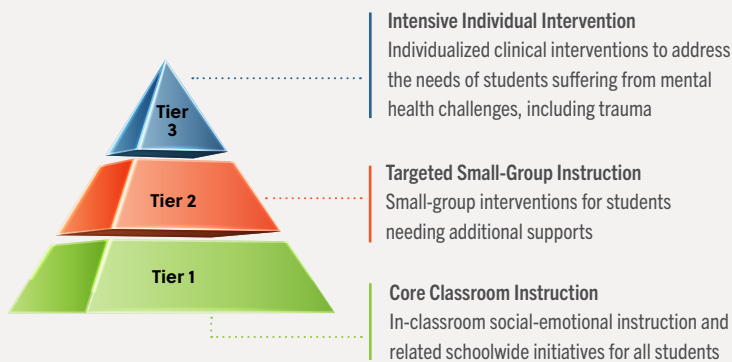 Intensive Individual Intervention
Individualized clinical interventions to address
the needs of students suffering from mental
health challenges, including trauma
Tier
3
Targeted Small-Group Instruction
Small-group interventions for students
needing additional supports
Tier 2
Core Classroom Instruction
In-classroom social-emotional instruction and
related schoolwide initiatives for all students
Tier 1